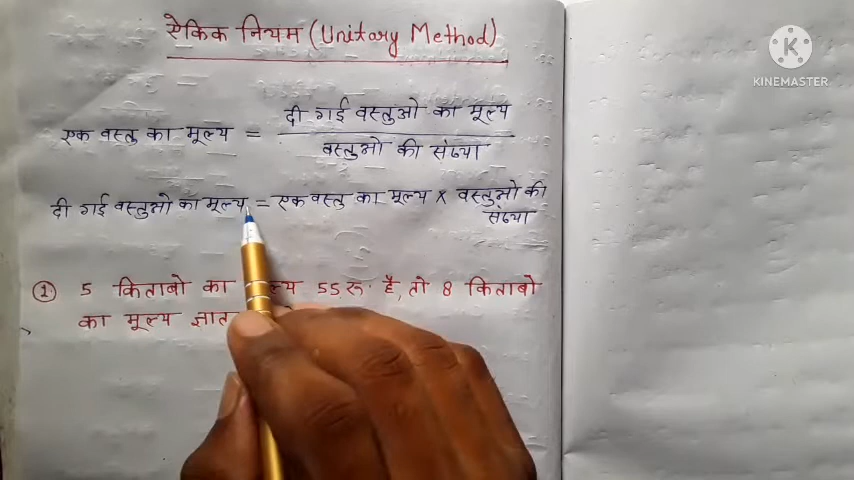 ऐकिक नियम (Unitary Method)
दी गई वस्तुओ का मूल्य
एक वस्तु का मूल्य =
वस्तुओ की संख्या
दी गई वस्तुओ का मूल्य = एक वस्तु का मूल्य x वस्तुओ की
संख्या
① 5 किताबो का ल्य 55 रू॰ है, तो 8 किताबो
का मूल्य ज्ञात
KINEMASTER